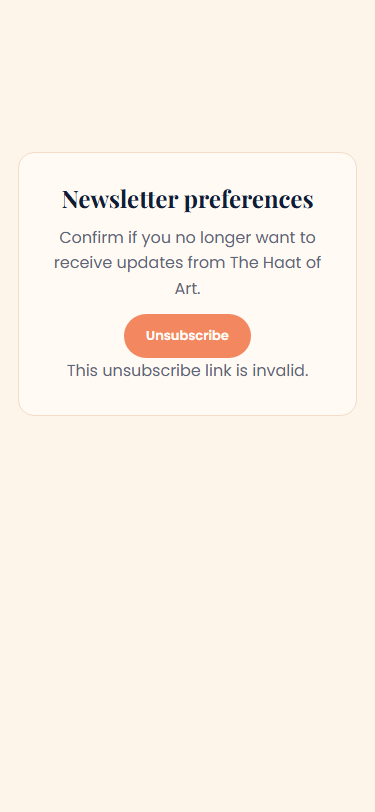 Newsletter preferences
Confirm if you no longer want to
receive updates from The Haat of
Art.
Unsubscribe
This unsubscribe link is invalid.